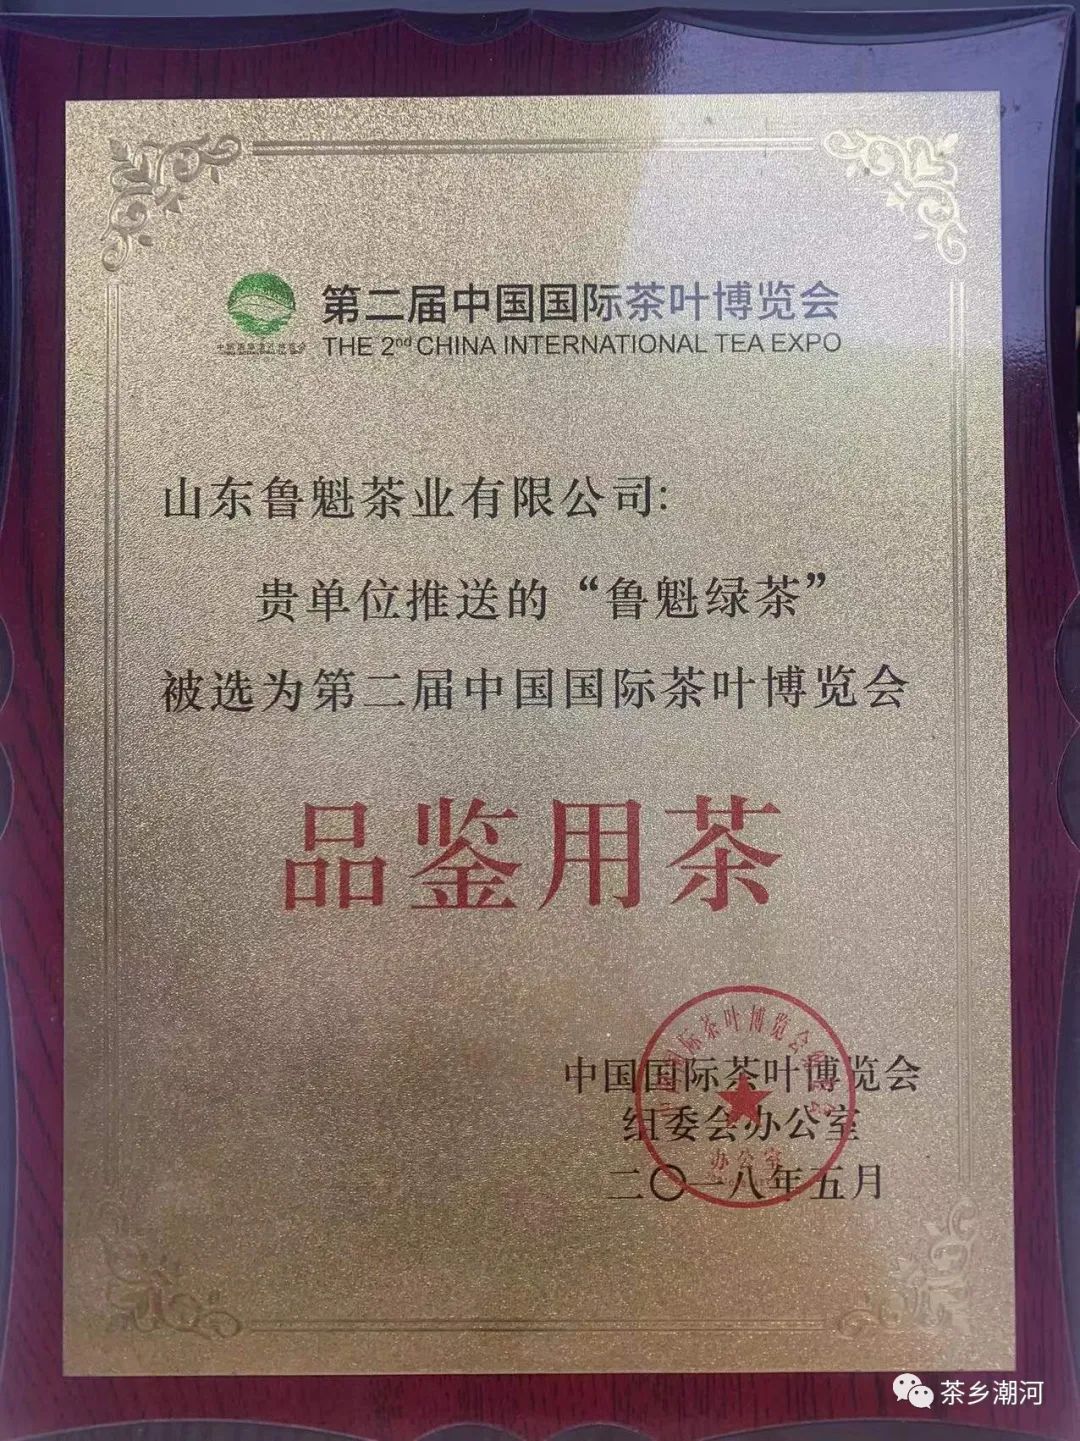 第二届中国国际茶叶博览会
THE 2nd CHINA INTERNATIONAL TEA EXPO
山东鲁魁茶业有限公司:
贵单位推送的“鲁魁绿茶”
被选为第二届中国国际茶叶博览会
品鉴用茶
中国国际茶叶博览会
组委会办公室
二〇一八年五月
办公室
茶乡潮河